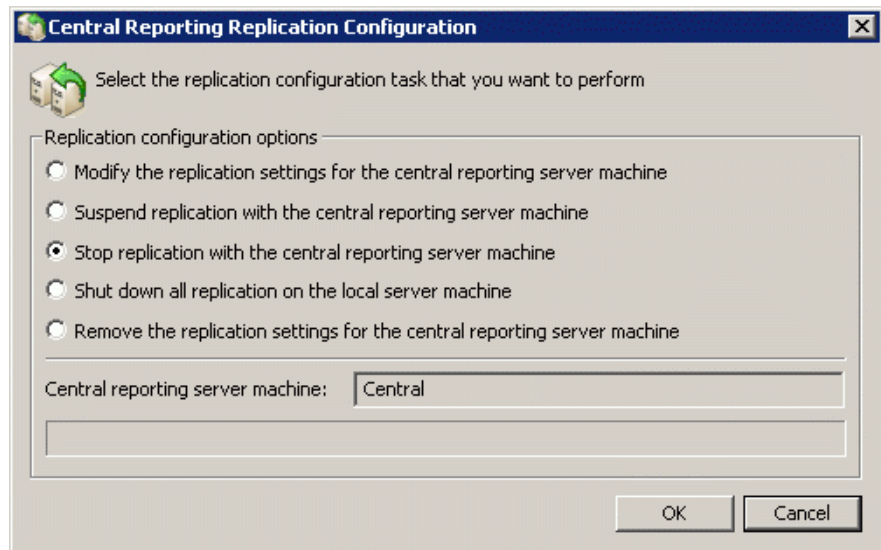 Central Reporting Replication Configuration
Select the replication configuration task that you want to perform
Replication configuration options
Modify the replication settings for the central reporting server machine
Suspend replication with the central reporting server machine
Stop replication with the central reporting server machine
Shut down all replication on the local server machine
Remove the replication settings for the central reporting server machine
Central reporting server machine: Central
OK Cancel